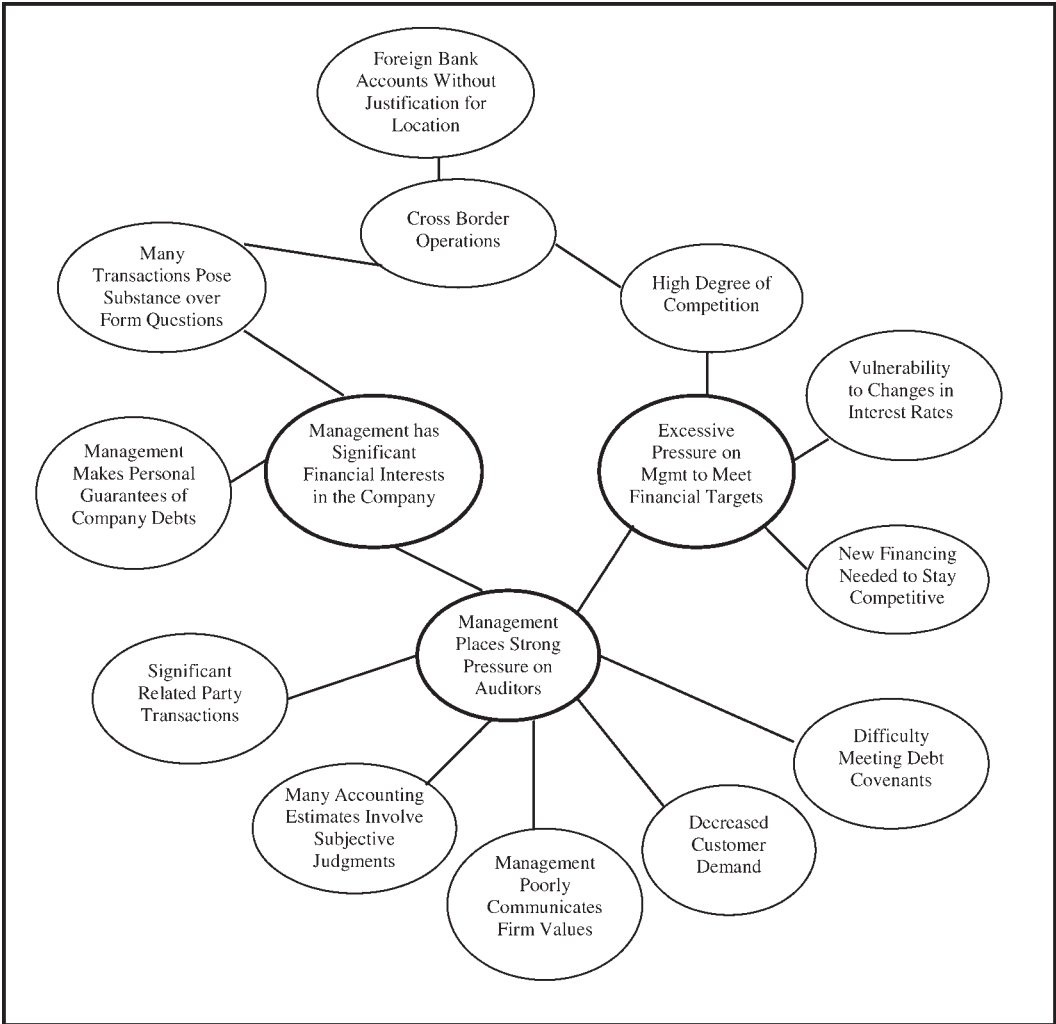 Foreign Bank
Accounts Without
Justification for
Location
Cross Border
Operations
Many
Transactions Pose
Substance over
Form Questions
High Degree of
Competition
Vulnerability
to Changes in
Interest Rates
Management has
Significant
Financial Interests
in the Company
Excessive
Pressure on
Mgmt to Meet
Financial Targets
Management
Makes Personal
Guarantees of
Company Debts
New Financing
Needed to Stay
Competitive
Management
Places Strong
Pressure on
Auditors
Significant
Related Party
Transactions
Difficulty
Meeting Debt
Covenants
Many Accounting
Estimates Involve
Subjective
Judgments
Decreased
Customer
Demand
Management
Poorly
Communicates
Firm Values